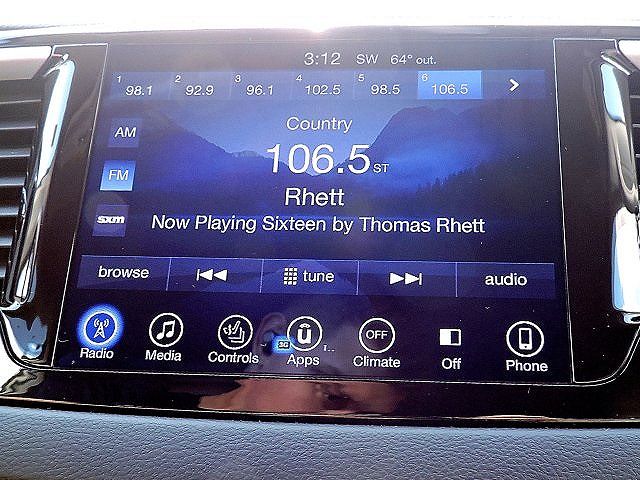 3:12 SW 64° out.
1 2 3 4 5 6
98.1 92.9 96.1 102.5 98.5 106.5 >
Country
AM
106.5 ST
FM
Rhett
sxm
Now Playing Sixteen by Thomas Rhett
browse tune audio
3G OFF
Radio Media Controls Apps Climate Off Phone